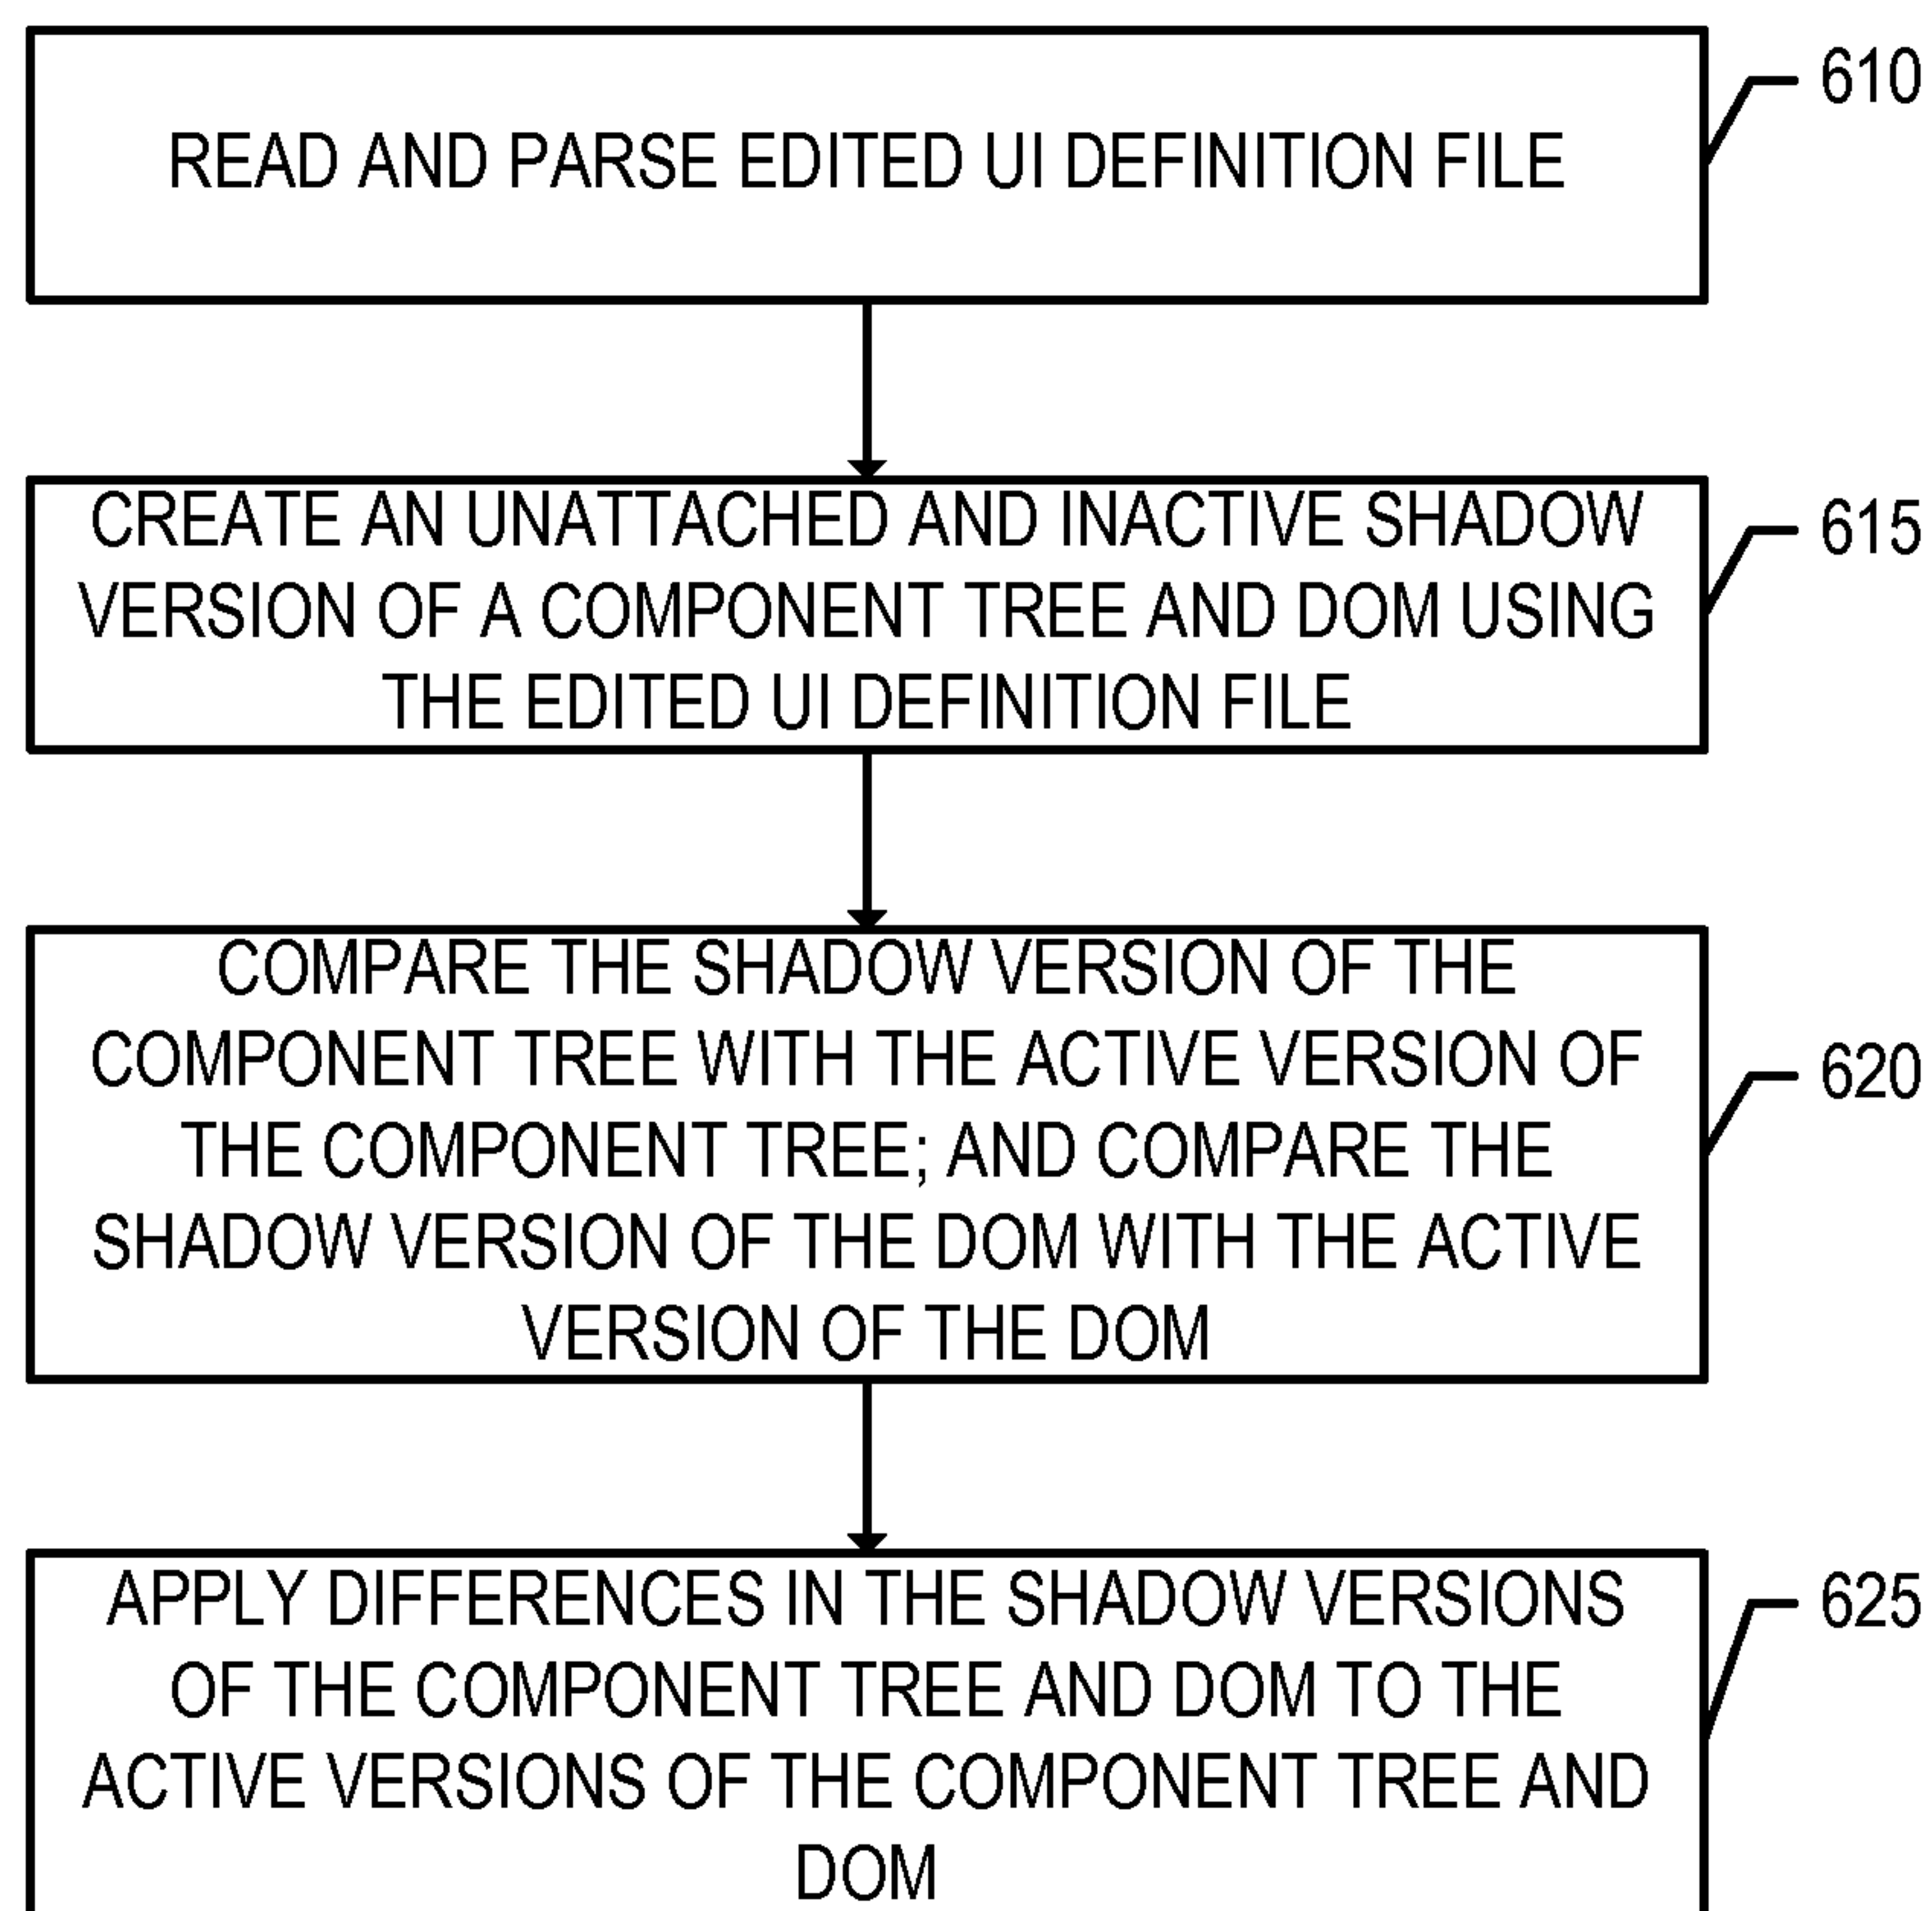 READ AND PARSE EDITED UI DEFINITION FILE
610
CREATE AN UNATTACHED AND INACTIVE SHADOW
VERSION OF A COMPONENT TREE AND DOM USING
THE EDITED UI DEFINITION FILE
615
COMPARE THE SHADOW VERSION OF THE
COMPONENT TREE WITH THE ACTIVE VERSION OF
THE COMPONENT TREE; AND COMPARE THE
SHADOW VERSION OF THE DOM WITH THE ACTIVE
VERSION OF THE DOM
620
APPLY DIFFERENCES IN THE SHADOW VERSIONS
OF THE COMPONENT TREE AND DOM TO THE
ACTIVE VERSIONS OF THE COMPONENT TREE AND
DOM
625